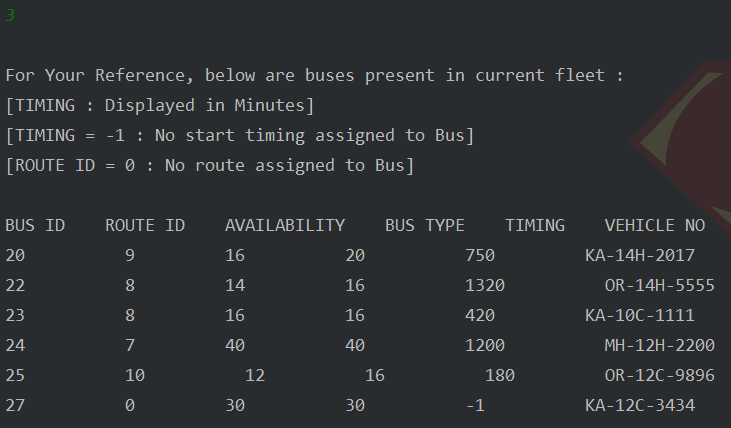 3
For Your Reference, below are buses present in current fleet :
[TIMING : Displayed in Minutes]
[TIMING = -1 : No start timing assigned to Bus]
[ROUTE ID = 0 : No route assigned to Bus]
BUS ID    ROUTE ID    AVAILABILITY    BUS TYPE    TIMING    VEHICLE NO
20          9         16          20          750         KA-14H-2017
22          8         14          16          1320          OR-14H-5555
23          8         16          16          420         KA-10C-1111
24          7         40          40          1200          MH-12H-2200
25          10          12          16          180         OR-12C-9896
27          0         30          30          -1          KA-12C-3434